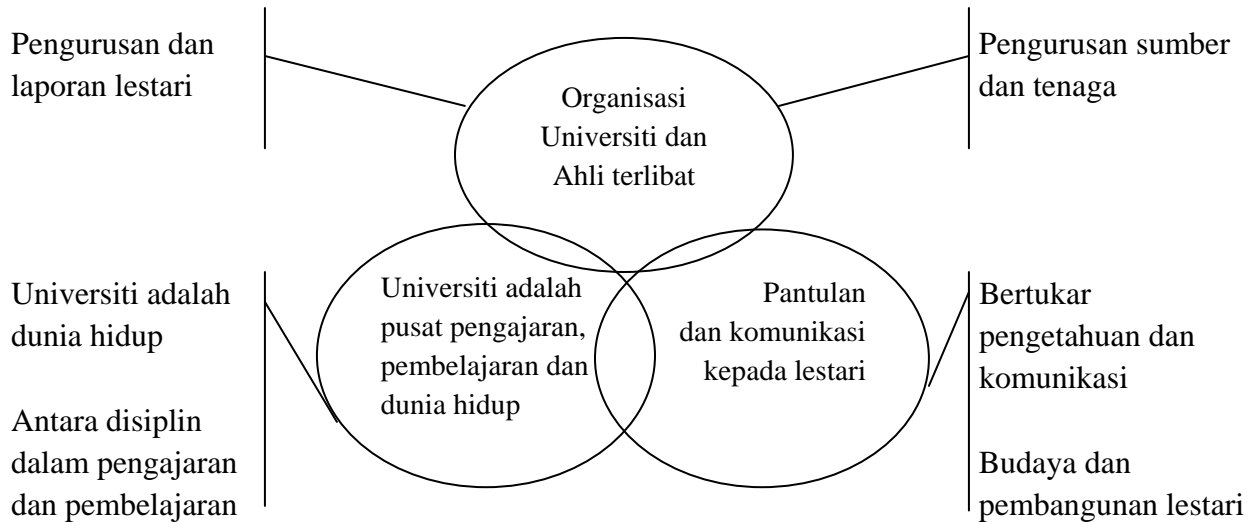 Pengurusan dan
laporan lestari
Organisasi
Universiti dan
Ahli terlibat
Pengurusan sumber
dan tenaga
Universiti adalah
dunia hidup
Antara disiplin
dalam pengajaran
dan pembelajaran
Universiti adalah
pusat pengajaran,
pembelajaran dan
dunia hidup
Pantulan
dan komunikasi
kepada lestari
Bertukar
pengetahuan dan
komunikasi
Budaya dan
pembangunan lestari